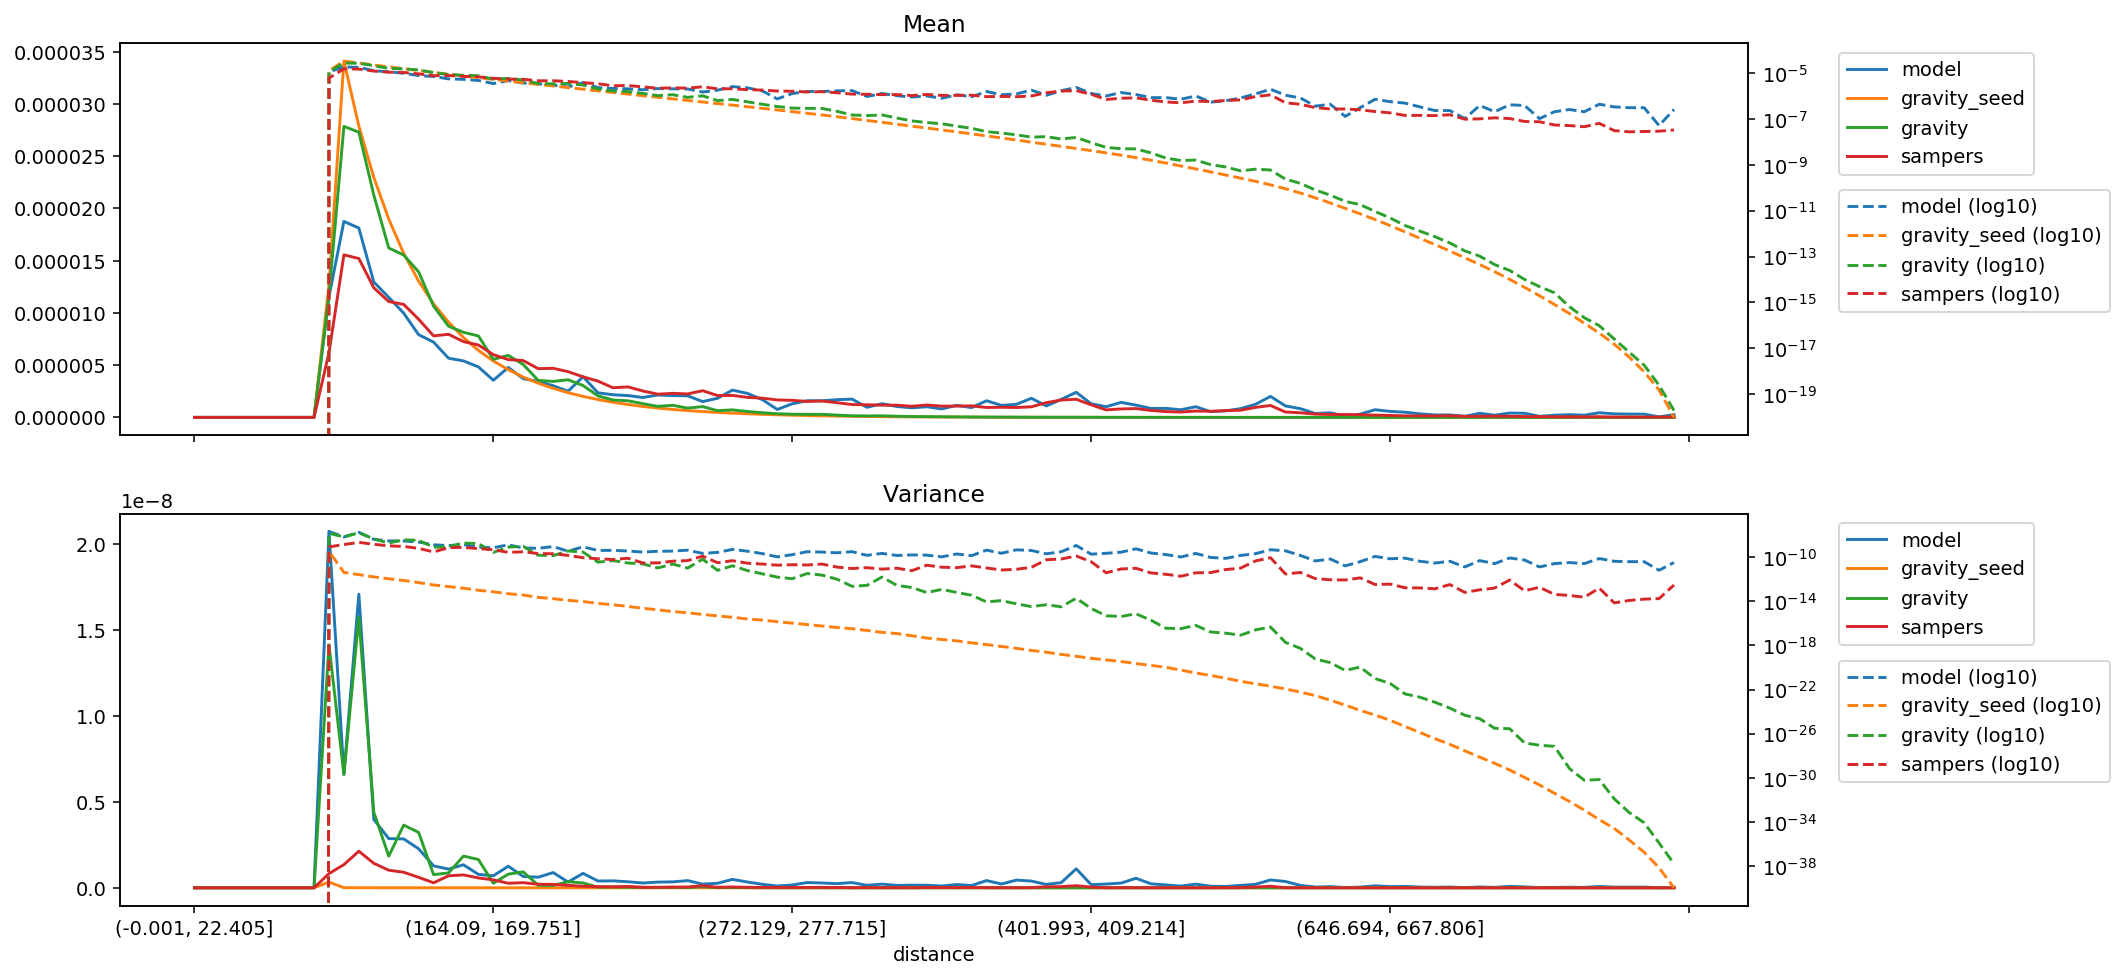 Mean
0.000035
0.000030
0.000025
0.000020
0.000015
0.000010
0.000005
0.000000
10⁻⁵
10⁻⁷
10⁻⁹
10⁻¹¹
10⁻¹³
10⁻¹⁵
10⁻¹⁷
10⁻¹⁹
model
gravity_seed
gravity
sampers
model (log10)
gravity_seed (log10)
gravity (log10)
sampers (log10)
Variance
1e−8
2.0
1.5
1.0
0.5
0.0
10⁻¹⁰
10⁻¹⁴
10⁻¹⁸
10⁻²²
10⁻²⁶
10⁻³⁰
10⁻³⁴
10⁻³⁸
model
gravity_seed
gravity
sampers
model (log10)
gravity_seed (log10)
gravity (log10)
sampers (log10)
(-0.001, 22.405] (164.09, 169.751] (272.129, 277.715] (401.993, 409.214] (646.694, 667.806]
distance